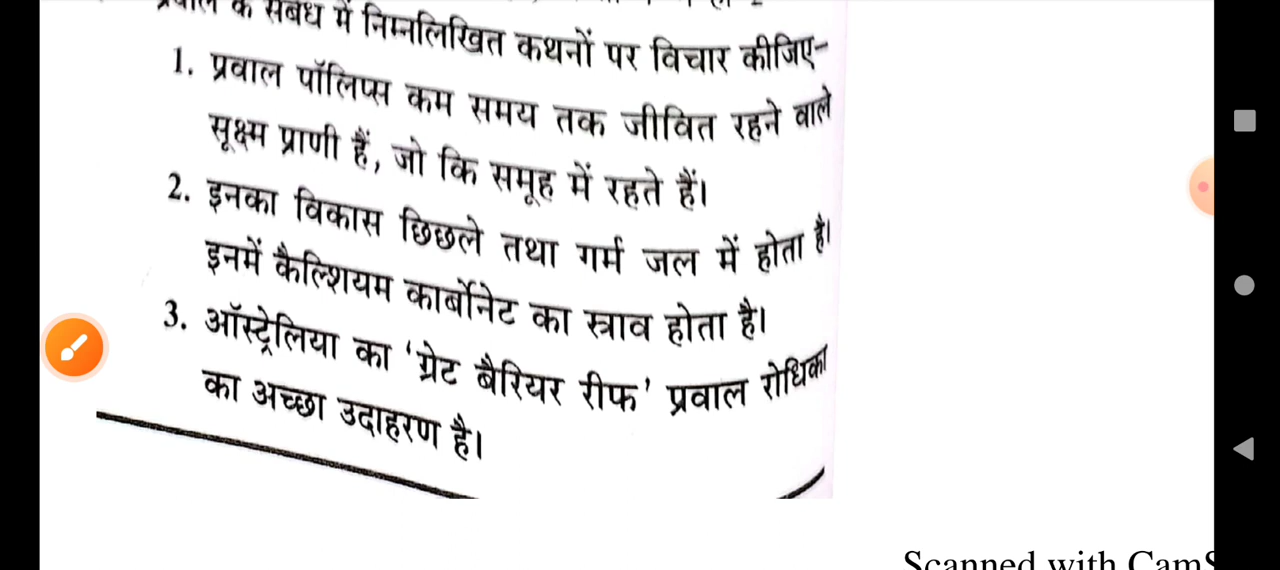 प्रवाल के संबंध में निम्नलिखित कथनों पर विचार कीजिए-
1. प्रवाल पॉलिप्स कम समय तक जीवित रहने वाले
सूक्ष्म प्राणी हैं, जो कि समूह में रहते हैं।
2. इनका विकास छिछले तथा गर्म जल में होता है।
इनमें कैल्शियम कार्बोनेट का स्त्राव होता है।
3. ऑस्ट्रेलिया का 'ग्रेट बैरियर रीफ' प्रवाल रोधिका
का अच्छा उदाहरण है।
Scanned with